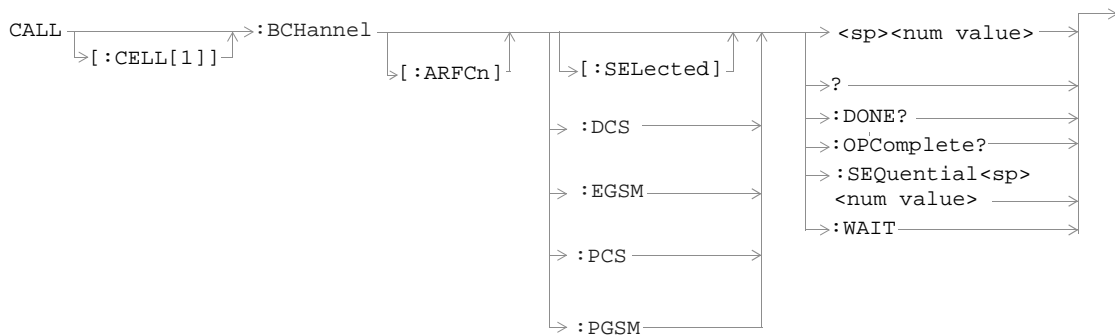 CALL [:CELL[1]] :BCHannel [:ARFCn] [:SELected] <sp><num value>
?
:DONE?
:DCS
:OPComplete?
:SEQuential<sp>
<num value>
:EGSM
:WAIT
:PCS
:PGSM